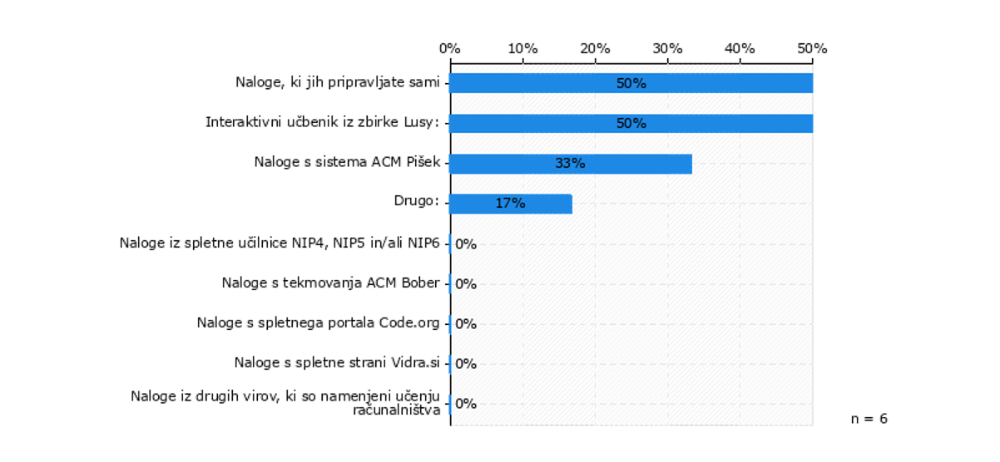 0% 10% 20% 30% 40% 50%
Naloge, ki jih pripravljate sami 50%
Interaktivni učbenik iz zbirke Lusy: 50%
Naloge s sistema ACM Pišek 33%
Drugo: 17%
Naloge iz spletne učilnice NIP4, NIP5 in/ali NIP6 0%
Naloge s tekmovanja ACM Bober 0%
Naloge s spletnega portala Code.org 0%
Naloge s spletne strani Vidra.si 0%
Naloge iz drugih virov, ki so namenjeni učenju
računalništva 0%
n = 6